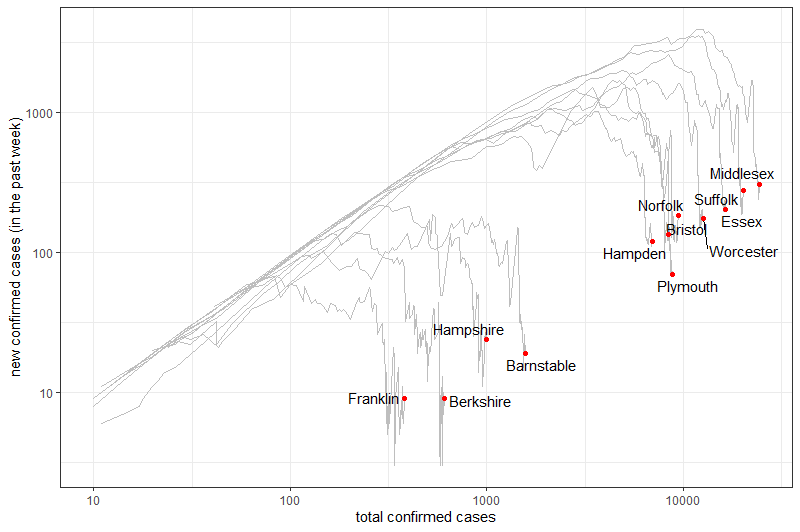 new confirmed cases (in the past week)
1000
100
10
Middlesex
Suffolk
Norfolk
Essex
Bristol
Worcester
Hampden
Plymouth
Hampshire
Barnstable
Franklin
Berkshire
10
100
1000
10000
total confirmed cases